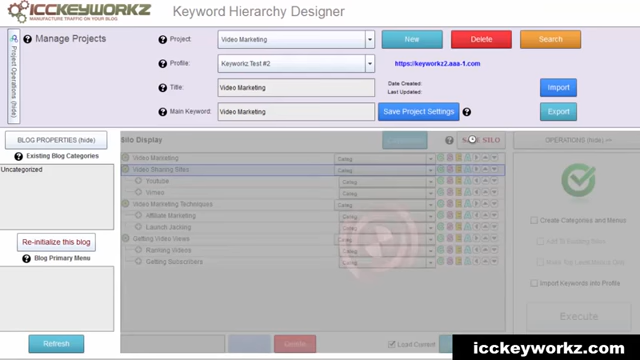 ICCKEYWORKZ
MANUFACTURE TRAFFIC ON YOUR BLOG
Keyword Hierarchy Designer
Project Operations (hide)
Manage Projects
Project:
Video Marketing
New
Delete
Search
Profile:
Keyworkz Test #2
https://keyworkz2.aaa-1.com
Title:
Video Marketing
Date Created:
Last Updated:
Import
Main Keyword:
Video Marketing
Save Project Settings
Export
BLOG PROPERTIES (hide)
Silo Display
SAVE SILO
OPERATIONS (hide)
Existing Blog Categories
Uncategorized
Video Marketing
Video Sharing Sites
Youtube
Vimeo
Video Marketing Techniques
Affiliate Marketing
Launch Jacking
Getting Video Views
Ranking Videos
Getting Subscribers
Create Categories and Menus
Import Keywords into Profile
Execute
Re-initialize this blog
Blog Primary Menu
Refresh
Load Current
icckeyworkz.com